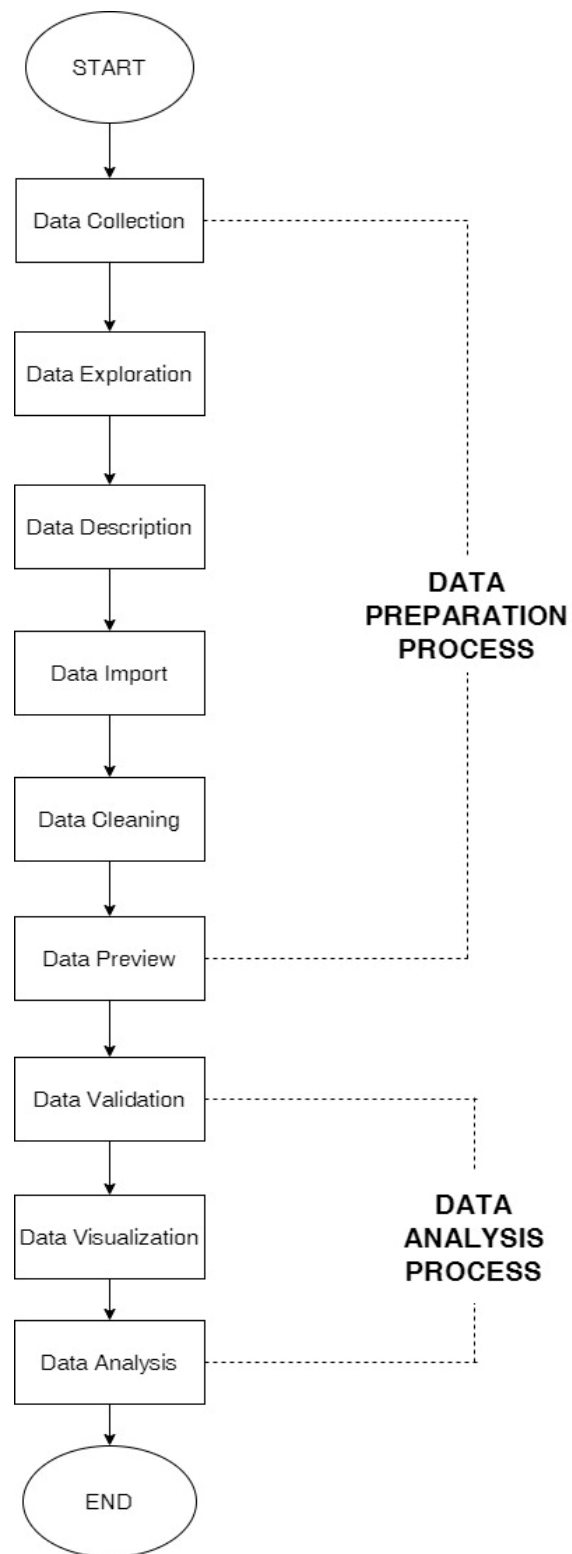 START
Data Collection
Data Exploration
Data Description
DATA
PREPARATION
PROCESS
Data Import
Data Cleaning
Data Preview
Data Validation
Data Visualization
DATA
ANALYSIS
PROCESS
Data Analysis
END